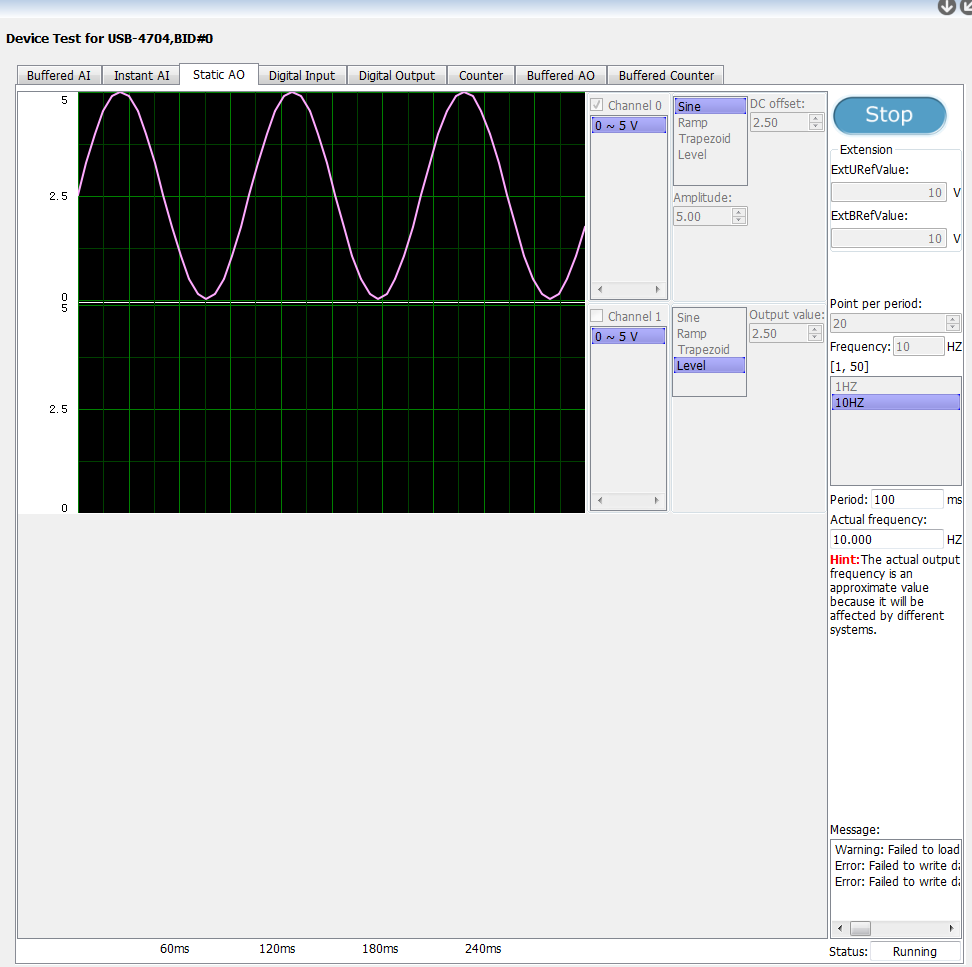 Device Test for USB-4704,BID#0
Buffered AI Instant AI Static AO Digital Input Digital Output Counter Buffered AO Buffered Counter
5
2.5
0
Channel 0
0 ~ 5 V
Sine
Ramp
Trapezoid
Level
DC offset:
2.50
Amplitude:
5.00
5
2.5
0
Channel 1
0 ~ 5 V
Sine
Ramp
Trapezoid
Level
Output value:
2.50
60ms 120ms 180ms 240ms
Stop
Extension
ExtURefValue:
10 V
ExtBRefValue:
10 V
Point per period:
20
Frequency: 10 HZ
[1, 50]
1HZ
10HZ
Period: 100 ms
Actual frequency:
10.000 HZ
Hint:The actual output
frequency is an
approximate value
because it will be
affected by different
systems.
Message:
Warning: Failed to load
Error: Failed to write
Error: Failed to write
Status: Running